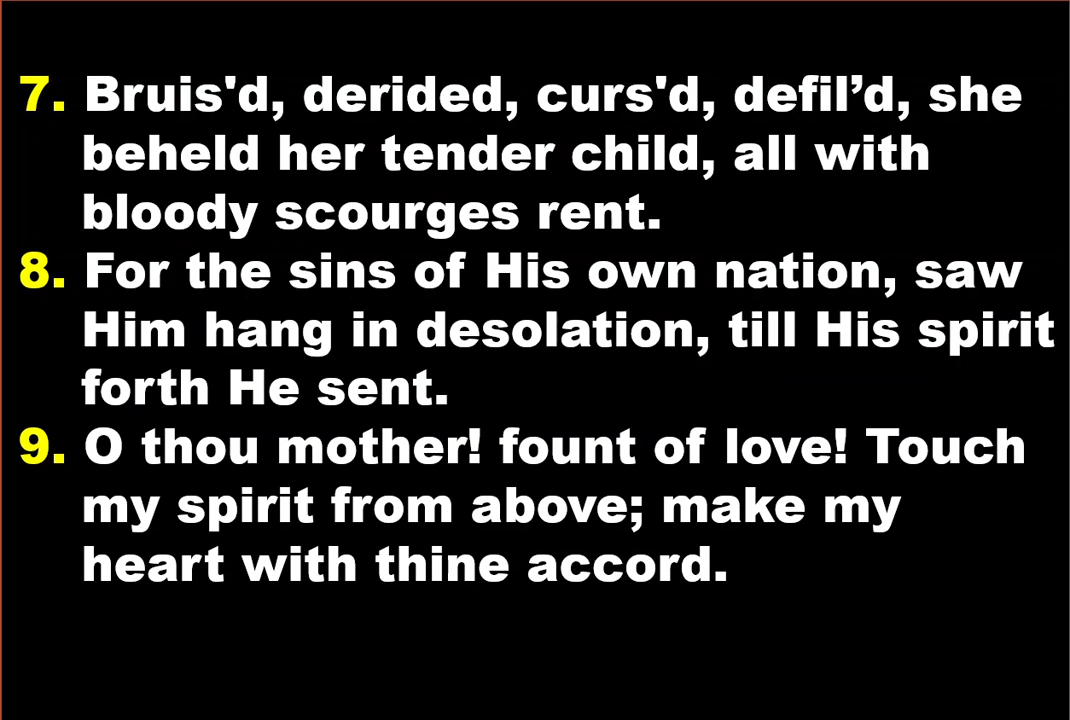 7. Bruis'd, derided, curs'd, defil’d, she
beheld her tender child, all with
bloody scourges rent.
8. For the sins of His own nation, saw
Him hang in desolation, till His spirit
forth He sent.
9. O thou mother! fount of love! Touch
my spirit from above; make my
heart with thine accord.